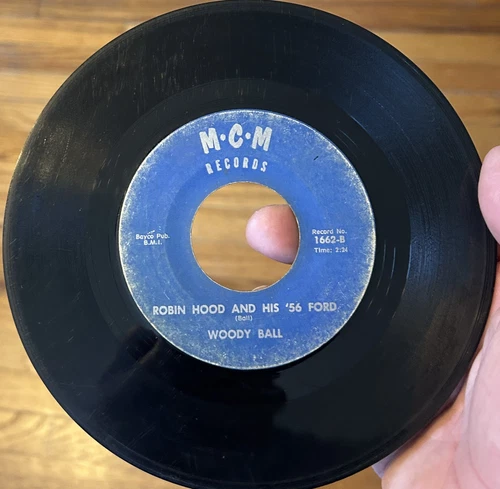 M·C·M
RECORDS
Bayco Pub.
B.M.I.
Record No.
1662-B
Time: 2:24
ROBIN HOOD AND HIS '56 FORD
(Ball)
WOODY BALL